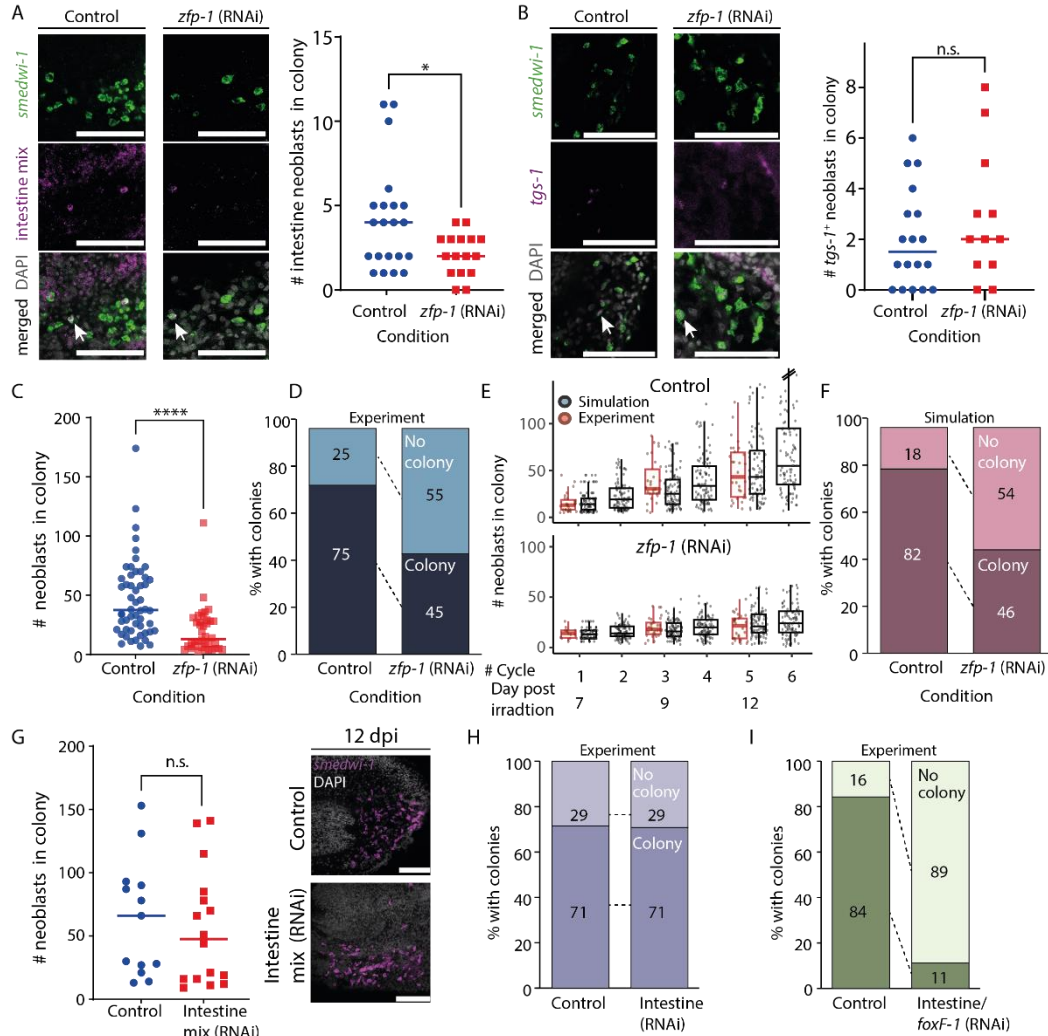 A
Control
zfp-1 (RNAi)
smedwi-1
intestine mix
merged DAPI
# intestine neoblasts in colony
15
10
5
0
*
Control
zfp-1 (RNAi)
Condition
B
Control
zfp-1 (RNAi)
smedwi-1
tgs-1
merged DAPI
# tgs-1+ neoblasts in colony
n.s.
8
6
4
2
0
Control
zfp-1 (RNAi)
Condition
C
# neoblasts in colony
200
150
100
50
0
****
Control
zfp-1 (RNAi)
Condition
D
Experiment
% with colonies
100
80
60
40
20
0
25
75
No colony
55
Colony
45
Control
zfp-1 (RNAi)
Condition
E
Control
Simulation
Experiment
# neoblasts in colony
100
50
0
zfp-1 (RNAi)
100
50
0
# Cycle
1 2 3 4 5 6
Day post irradtion
7 9 12
F
Simulation
% with colonies
100
80
60
40
20
0
18
82
No colony
54
Colony
46
Control
zfp-1 (RNAi)
Condition
G
# neoblasts in colony
200
150
100
50
0
n.s.
Control
Intestine
mix (RNAi)
12 dpi
smedwi-1
DAPI
Control
Intestine
mix (RNAi)
H
Experiment
% with colonies
100
80
60
40
20
0
29
71
No colony
29
Colony
71
Control
Intestine
(RNAi)
I
Experiment
% with colonies
100
80
60
40
20
0
16
84
No colony
89
11
Control
Intestine/
foxF-1 (RNAi)